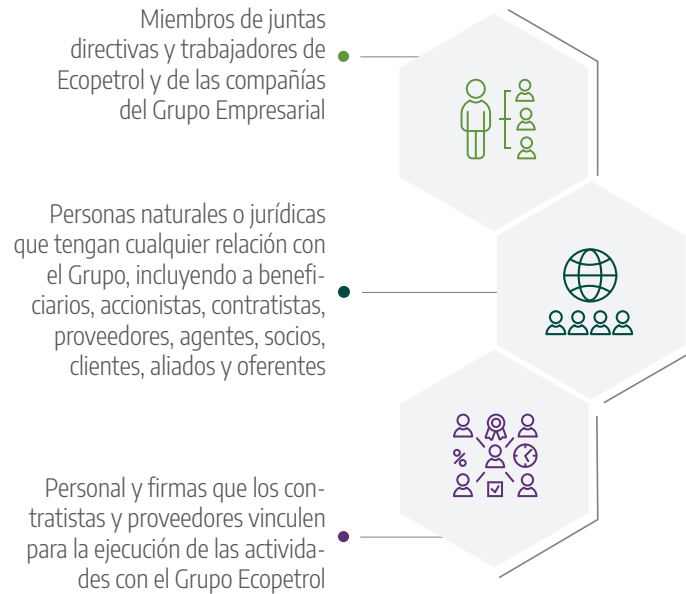 Miembros de juntas
directivas y trabajadores de
Ecopetrol y de las compañías
del Grupo Empresarial
Personas naturales o jurídicas
que tengan cualquier relación con
el Grupo, incluyendo a benefi-
ciarios, accionistas, contratistas,
proveedores, agentes, socios,
clientes, aliados y oferentes
%
Personal y firmas que los con-
tratistas y proveedores vinculen
para la ejecución de las activida-
des con el Grupo Ecopetrol